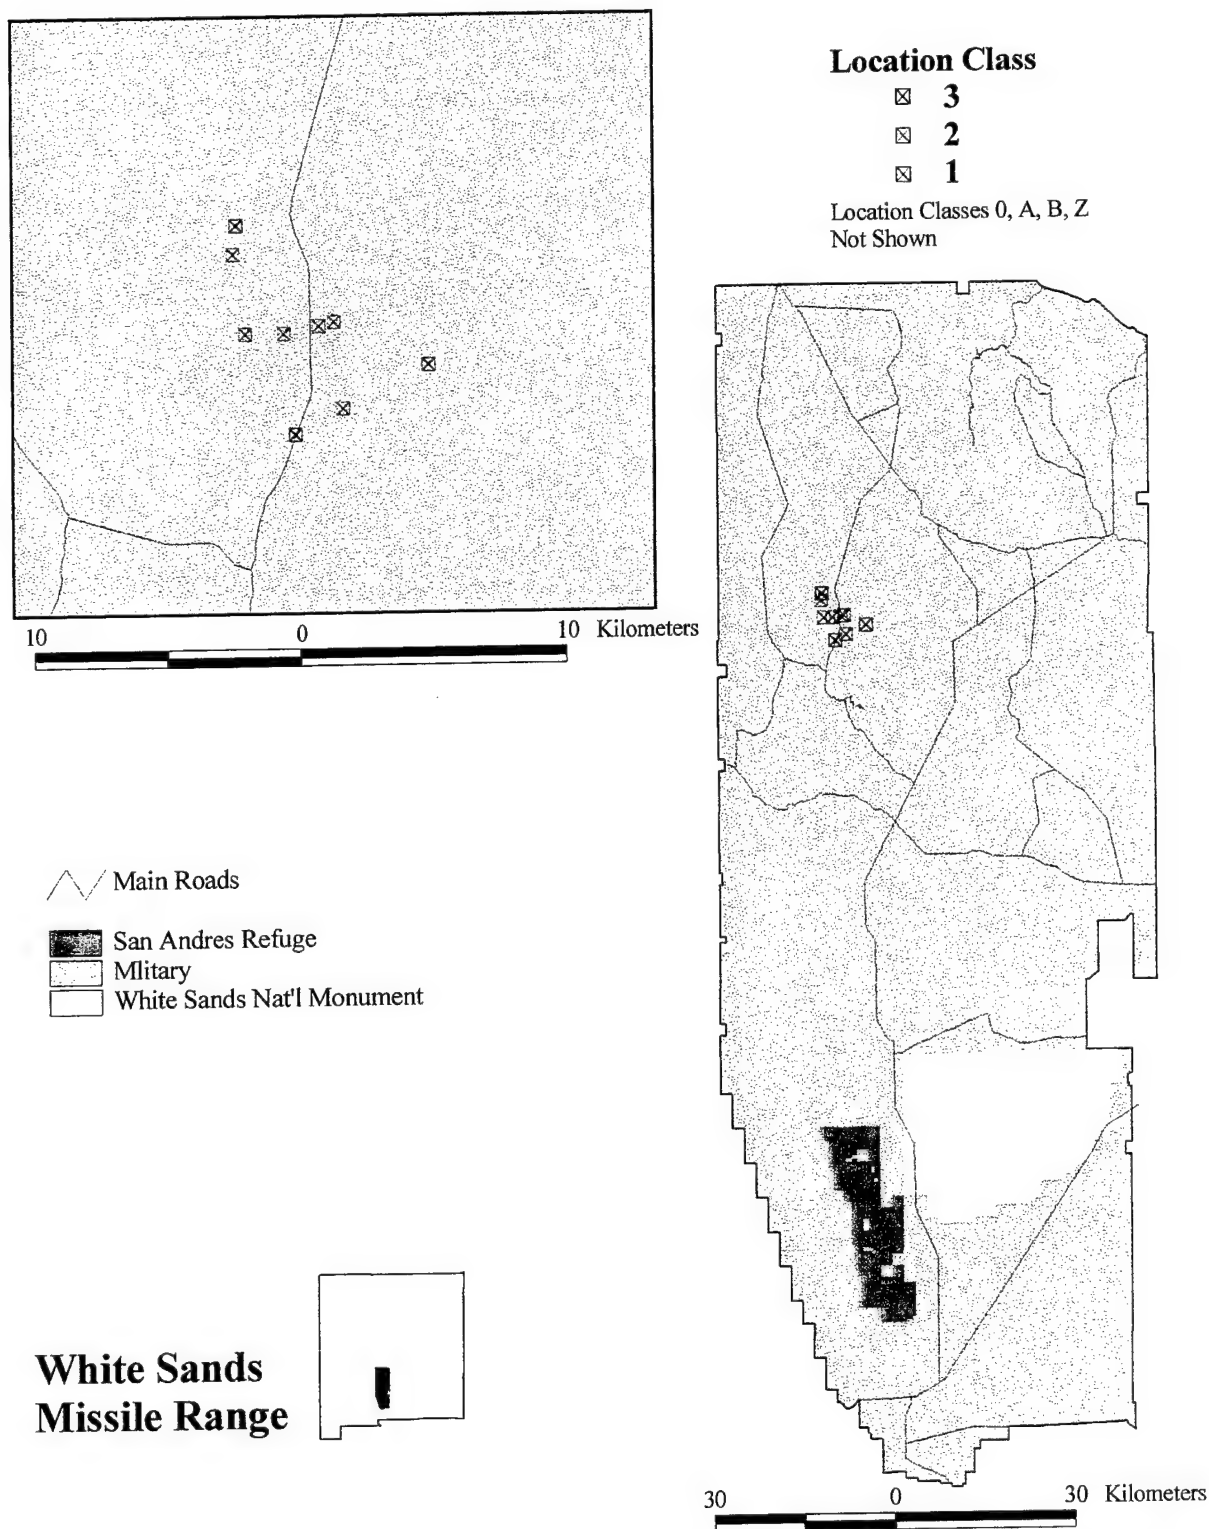 Location Class
3
2
1
Location Classes 0, A, B, Z
Not Shown
10 0 10 Kilometers
Main Roads
San Andres Refuge
Mlitary
White Sands Nat'l Monument
White Sands
Missile Range
30 0 30 Kilometers